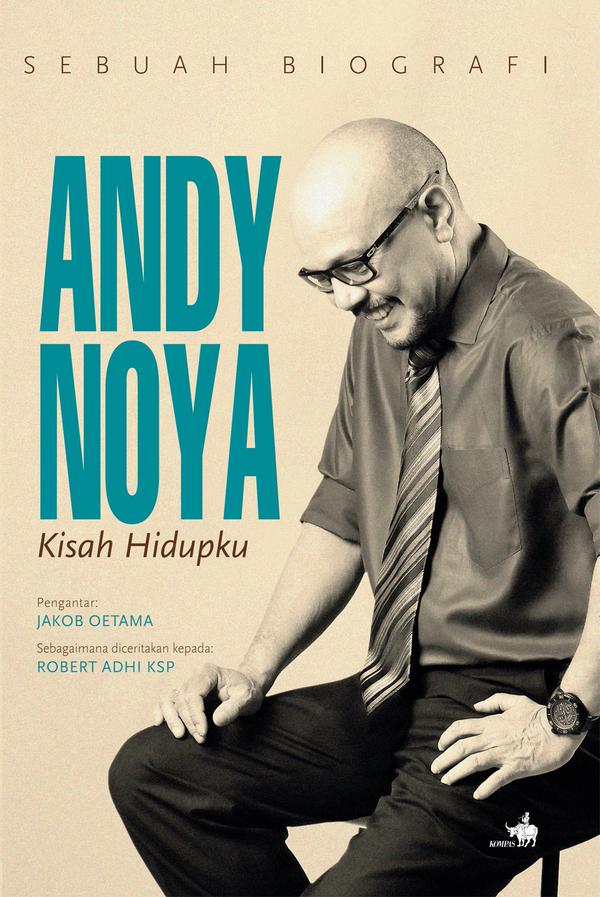 SEBUAH BIOGRAFI
ANDY
NOYA
Kisah Hidupku
Pengantar:
JAKOB OETAMA
Sebagaimana diceritakan kepada:
ROBERT ADHI KSP
KOMPAS